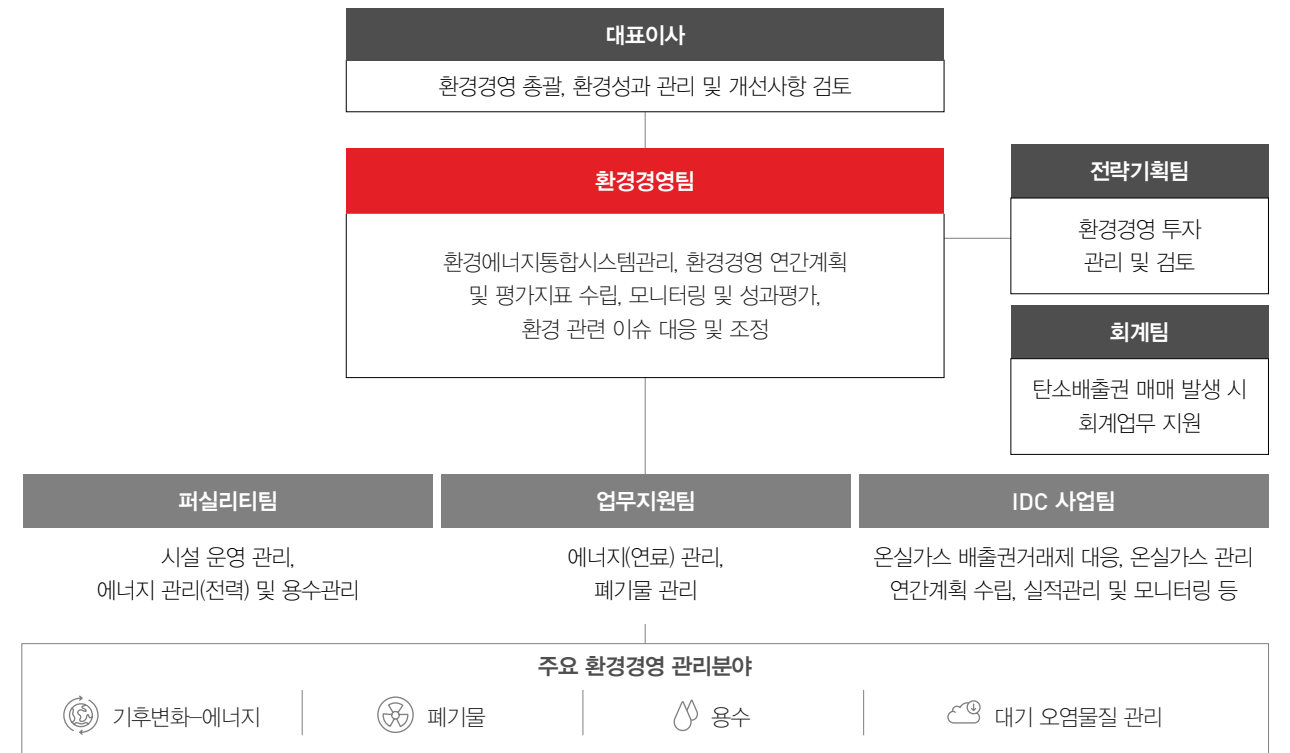 대표이사
환경경영 총괄, 환경성과 관리 및 개선사항 검토
환경경영팀
환경에너지통합시스템관리, 환경경영 연간계획
및 평가지표 수립, 모니터링 및 성과평가,
환경 관련 이슈 대응 및 조정
전략기획팀
환경경영 투자
관리 및 검토
회계팀
탄소배출권 매매 발생 시
회계업무 지원
퍼실리티팀
시설 운영 관리,
에너지 관리(전력) 및 용수관리
업무지원팀
에너지(연료) 관리,
폐기물 관리
IDC 사업팀
온실가스 배출권거래제 대응, 온실가스 관리
연간계획 수립, 실적관리 및 모니터링 등
주요 환경경영 관리분야
기후변화–에너지
폐기물
용수
대기 오염물질 관리